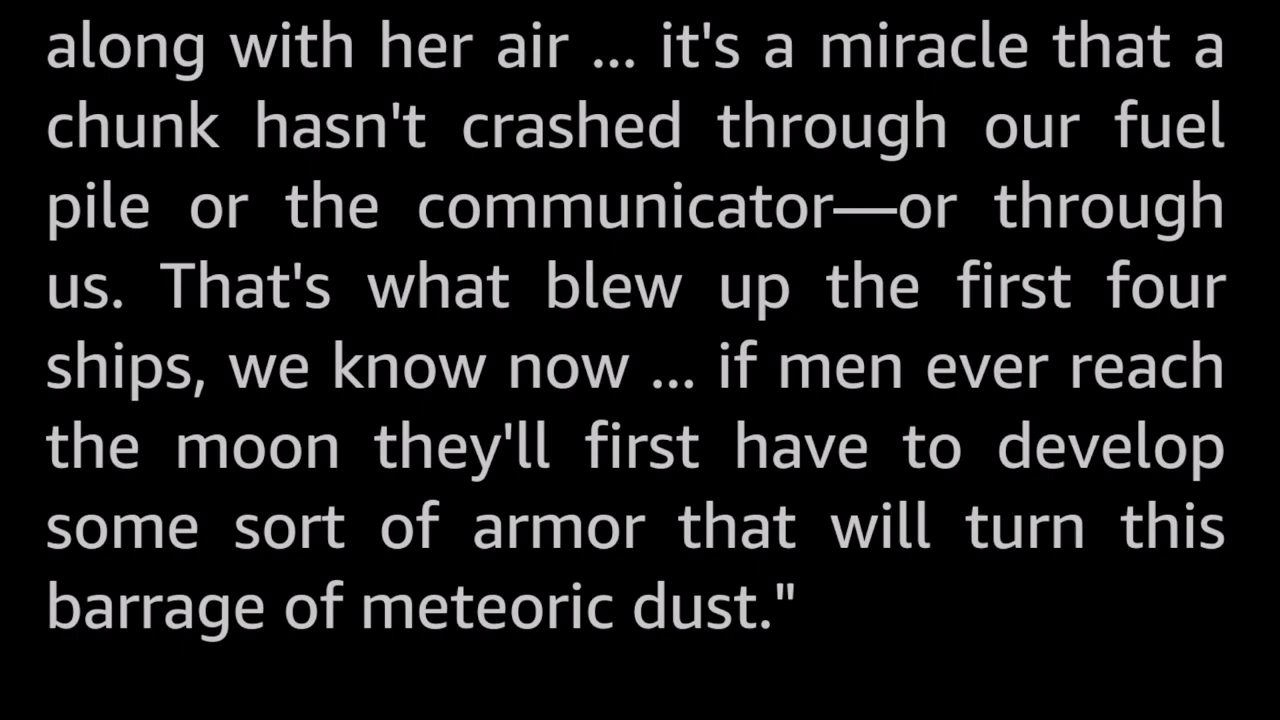 along with her air ... it's a miracle that a
chunk hasn't crashed through our fuel
pile or the communicator—or through
us. That's what blew up the first four
ships, we know now ... if men ever reach
the moon they'll first have to develop
some sort of armor that will turn this
barrage of meteoric dust."